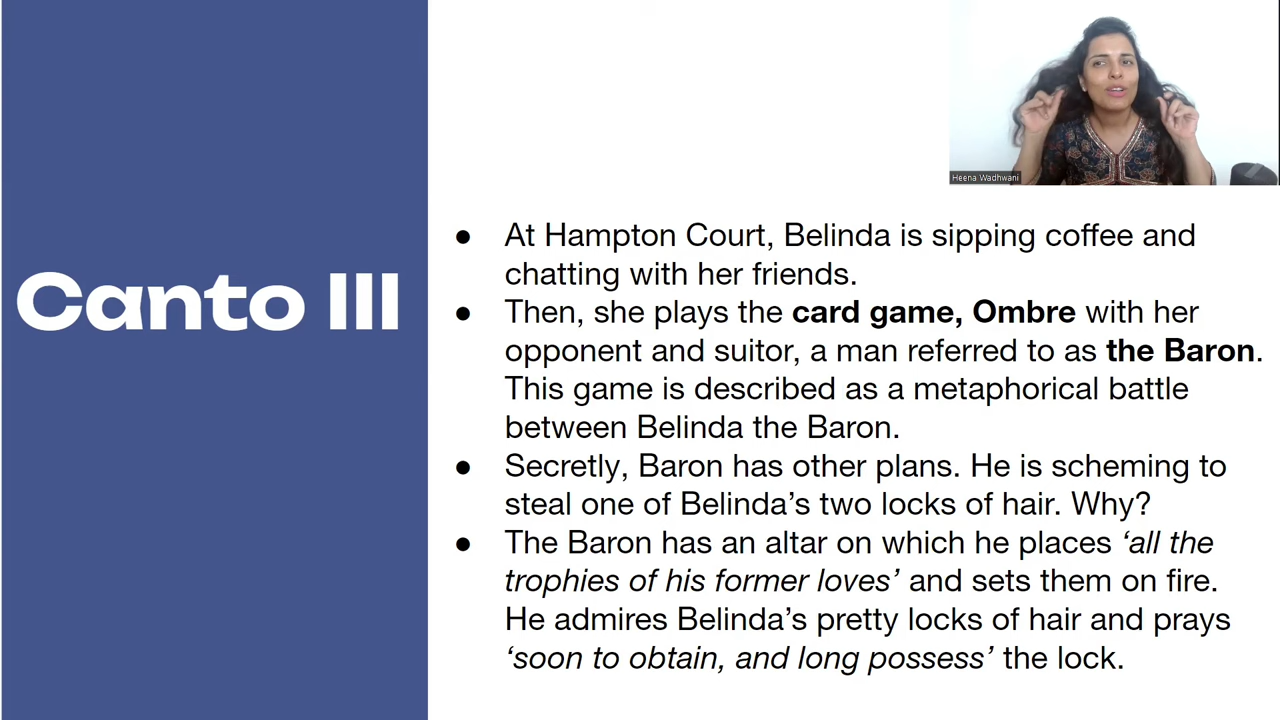 Heena Wadhwani
Canto III
● At Hampton Court, Belinda is sipping coffee and
chatting with her friends.
● Then, she plays the card game, Ombre with her
opponent and suitor, a man referred to as the Baron.
This game is described as a metaphorical battle
between Belinda the Baron.
● Secretly, Baron has other plans. He is scheming to
steal one of Belinda’s two locks of hair. Why?
● The Baron has an altar on which he places ‘all the
trophies of his former loves’ and sets them on fire.
He admires Belinda’s pretty locks of hair and prays
‘soon to obtain, and long possess’ the lock.